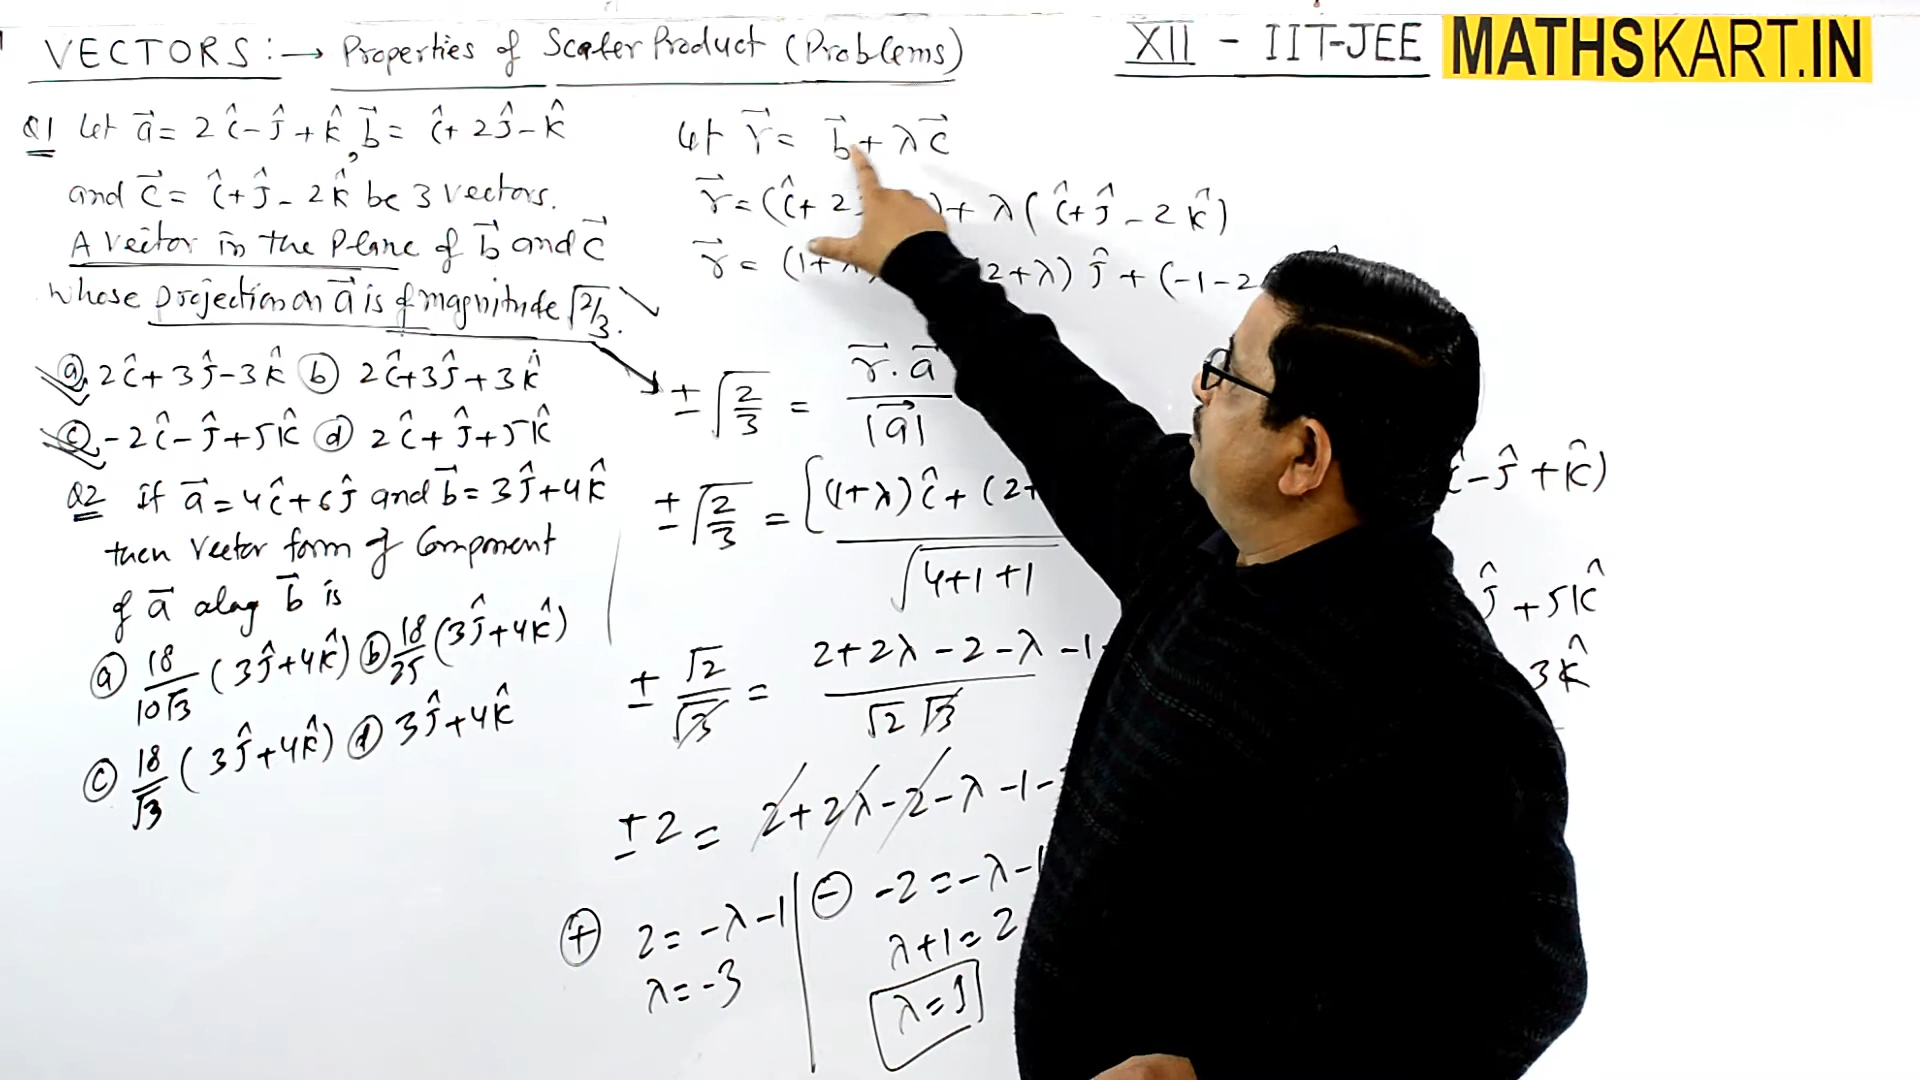 VECTORS :→ Properties of Scaler Product (Problems)
XII - IIT-JEE
MATHSKART.IN
Q1 Let a⃗ = 2î-ĵ+k̂, b⃗ = î+2ĵ-k̂
and c⃗ = î+ĵ-2k̂ be 3 vectors.
A vector in the plane of b⃗ and c⃗
whose projection on a⃗ is of magnitude √2/3.
(a) 2î+3ĵ-3k̂ (b) 2î+3ĵ+3k̂
(c) -2î-ĵ+5k̂ (d) 2î+ĵ+5k̂
Q2 if a⃗ = 4î+6ĵ and b⃗ = 3ĵ+4k̂
then vector form of component
of a⃗ along b⃗ is
(a) 18/10√3 (3ĵ+4k̂) (b) 18/25 (3ĵ+4k̂)
(c) 18/√3 (3ĵ+4k̂) (d) 3ĵ+4k̂
Let r⃗ = b⃗ + λc⃗
r⃗ = (î+2 )+ λ(î+ĵ-2k̂)
r⃗ = (1+λ 2+λ)ĵ + (-1-2
±√2/3 = r⃗.a⃗/|a⃗|
±√2/3 = [(1+λ)î+(2+ î-ĵ+k̂)
√4+1+1
ĵ+5k̂
±√2/√3 = 2+2λ-2-λ-1- /√2√3
3k̂
±2 = 2+2λ-2-λ-1-
(+) 2=-λ-1
λ=-3
(-) -2=-λ-1
λ+1=2
λ=1